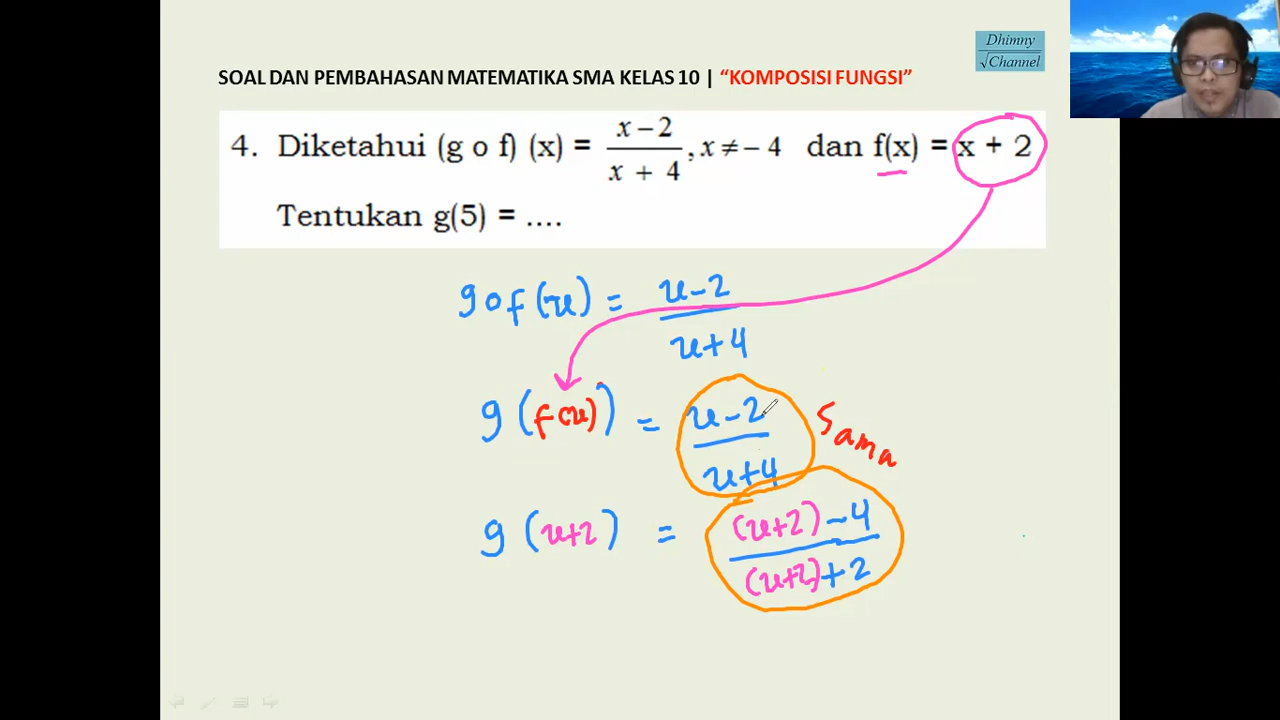 Dhimny
√Channel
SOAL DAN PEMBAHASAN MATEMATIKA SMA KELAS 10 | “KOMPOSISI FUNGSI”
4. Diketahui (g o f) (x) = x − 2 / x + 4 , x ≠ − 4 dan f(x) = x + 2
Tentukan g(5) = ....
g o f (x) = x − 2 / x + 4
g (f(x)) = x − 2 / x + 4 Sama
g (x+2) = (x+2) − 4 / (x+2) + 2